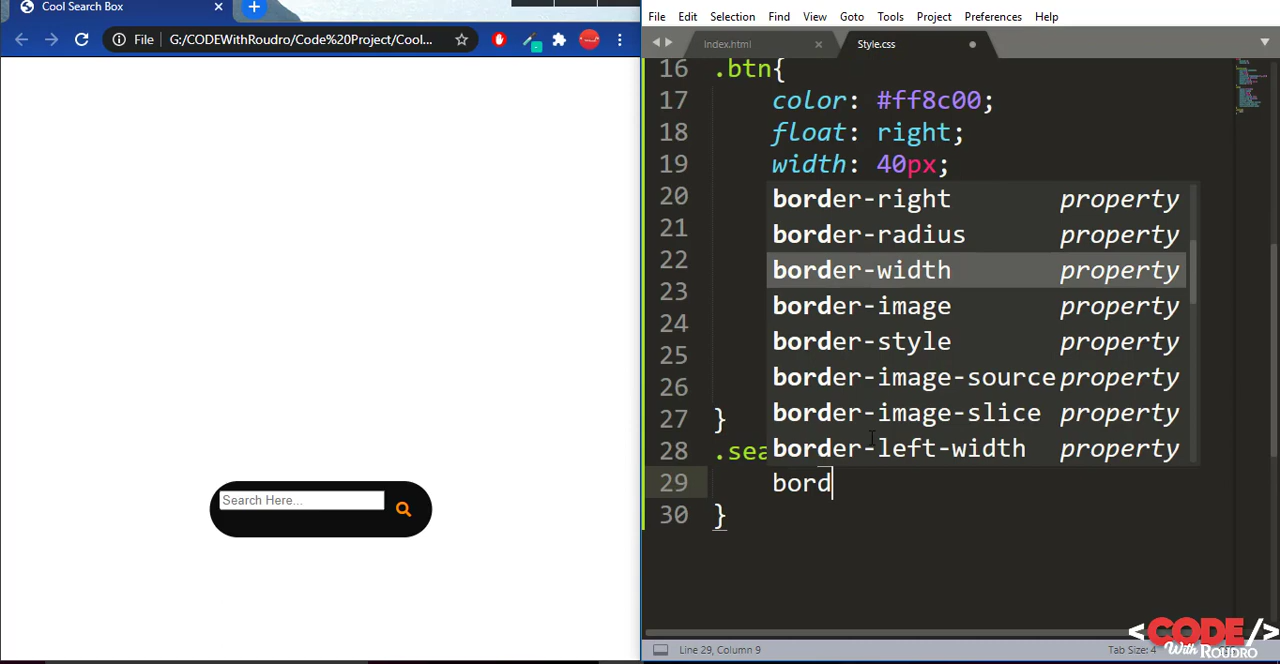 Cool Search Box
File G:/CODEWithRoudro/Code%20Project/Cool...
Search Here...
File Edit Selection Find View Goto Tools Project Preferences Help
Index.html
Style.css
16 .btn{
17 color: #ff8c00;
18 float: right;
19 width: 40px;
20 border-right property
21 border-radius property
22 border-width property
23 border-image property
24 border-style property
25 border-image-source property
26 border-image-slice property
27 }
28 .sea border-left-width property
29 bord
30 }
<CODE/>
With ROUDRO
Line 29, Column 9
Tab Size: 4